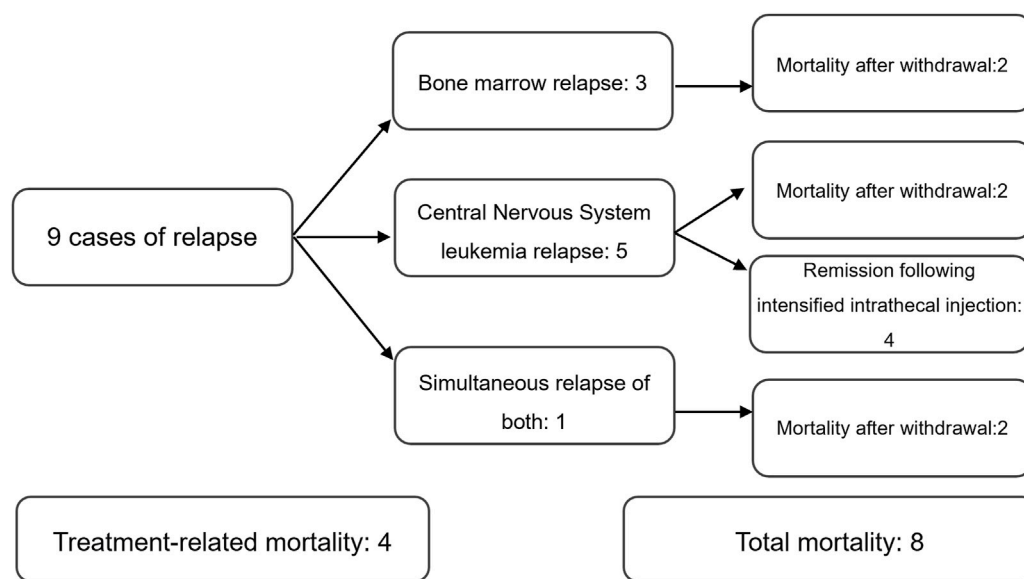 9 cases of relapse
Bone marrow relapse: 3
Mortality after withdrawal:2
Central Nervous System
leukemia relapse: 5
Mortality after withdrawal:2
Remission following
intensified intrathecal injection:
4
Simultaneous relapse of
both: 1
Mortality after withdrawal:2
Treatment-related mortality: 4
Total mortality: 8